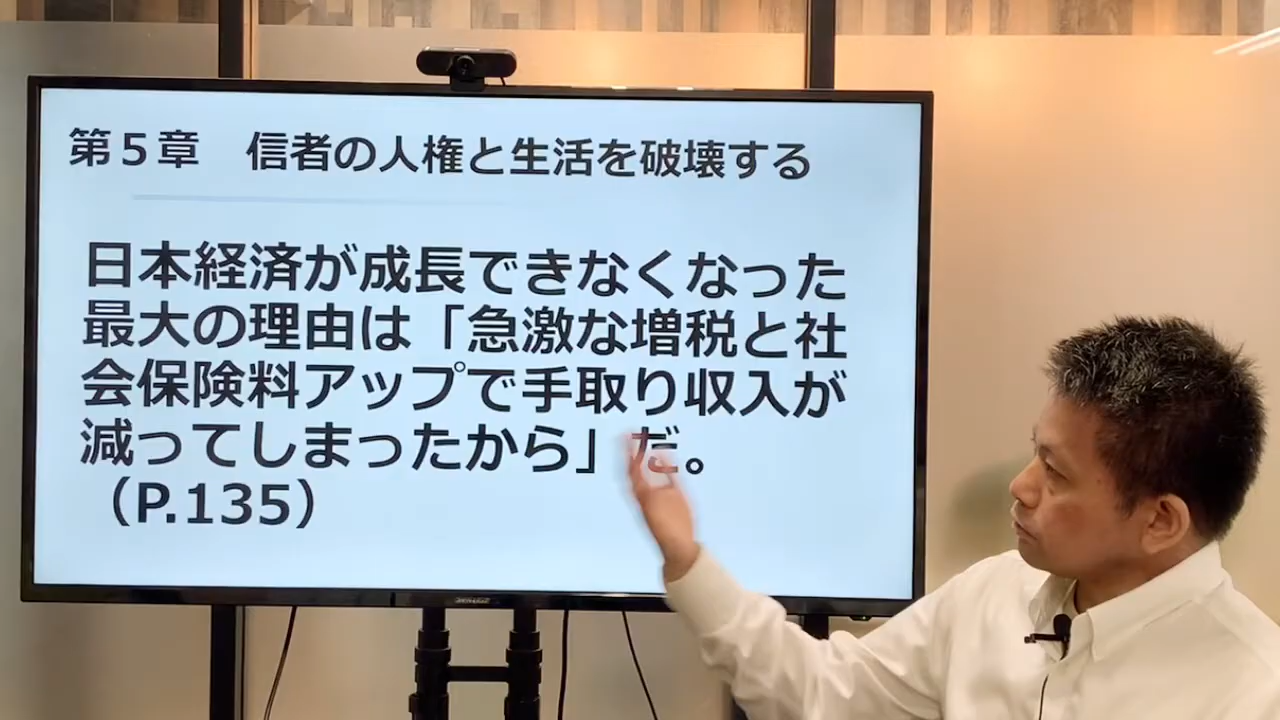 第５章　信者の人権と生活を破壊する
日本経済が成長できなくなった
最大の理由は「急激な増税と社
会保険料アップで手取り収入が
減ってしまったから」だ。
（P.135）